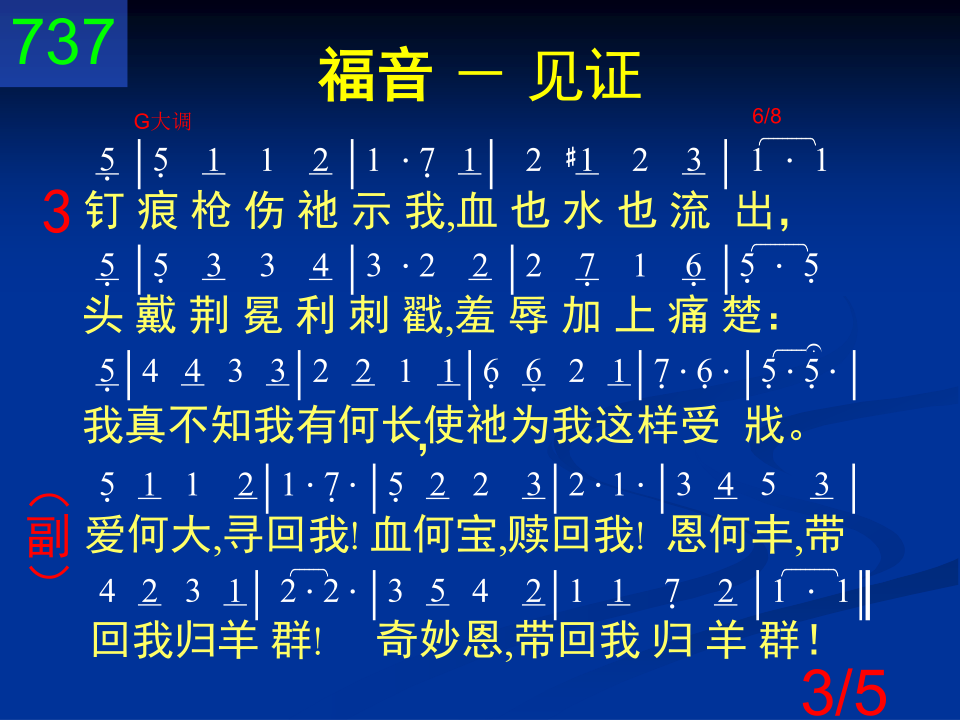 737
福音 － 见证
G大调 6/8
5 | 5 1 1 2 | 1 · 7 1 | 2 #1 2 3 | 1 · 1
3 钉 痕 枪 伤 祂 示 我,血 也 水 也 流 出，
5 | 5 3 3 4 | 3 · 2 2 | 2 7 1 6 | 5 · 5
头 戴 荆 冕 利 刺 戳,羞 辱 加 上 痛 楚：
5 | 4 4 3 3 | 2 2 1 1 | 6 6 2 1 | 7 · 6 · | 5 · 5 · |
我真不知我有何长，使祂为我这样受 戕。
5 1 1 2 | 1 · 7 · | 5 2 2 3 | 2 · 1 · | 3 4 5 3 |
（副） 爱何大,寻回我! 血何宝,赎回我! 恩何丰,带
4 2 3 1 | 2 · 2 · | 3 5 4 2 | 1 1 7 2 | 1 · 1 ‖
回我归羊 群! 奇妙恩,带回我 归 羊 群！
3/5